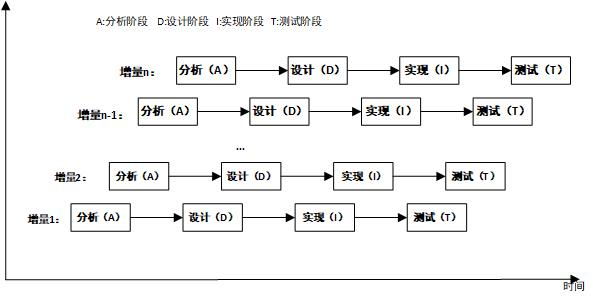 A:分析阶段 D:设计阶段 I:实现阶段 T:测试阶段
增量n: 分析（A） 设计（D） 实现（I） 测试（T）
增量n-1: 分析（A） 设计（D） 实现（I） 测试（T）
...
增量2: 分析（A） 设计（D） 实现（I） 测试（T）
增量1: 分析（A） 设计（D） 实现（I） 测试（T）
时间